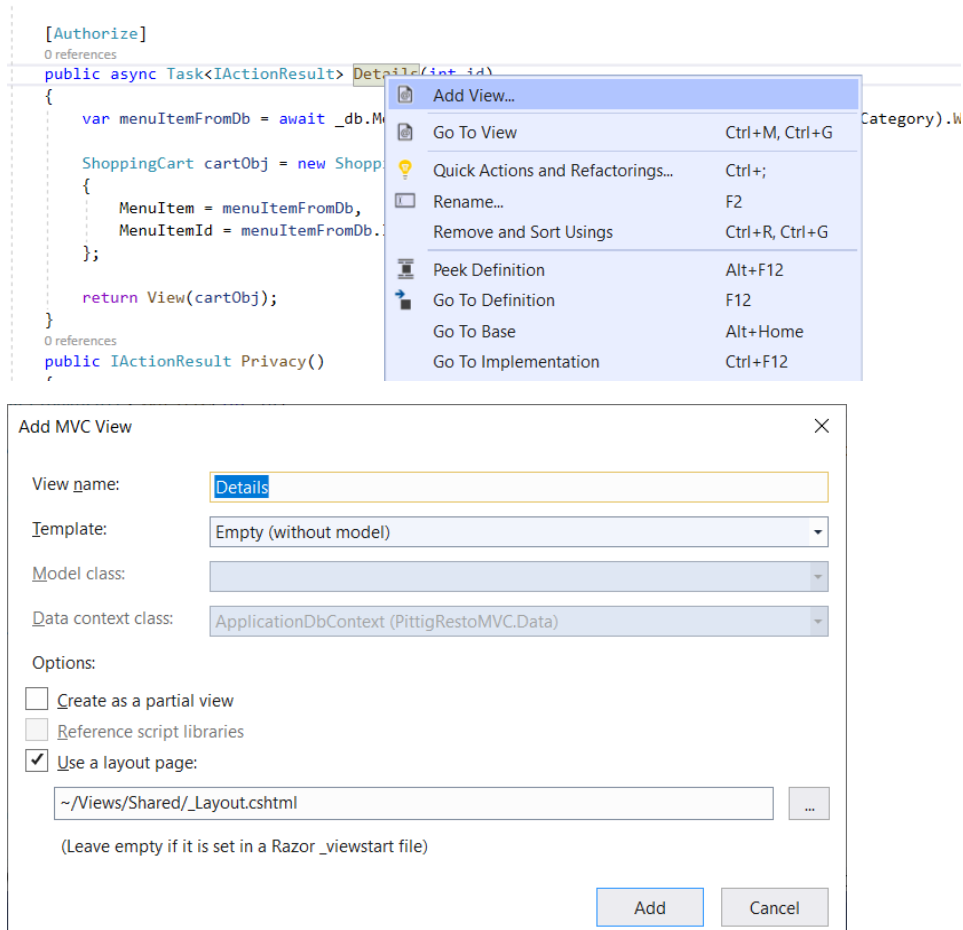 [Authorize]
0 references
public async Task<IActionResult> Details(int id)
{
var menuItemFromDb = await _db.M Category).W
ShoppingCart cartObj = new Shopp
{
MenuItem = menuItemFromDb,
MenuItemId = menuItemFromDb.
};
return View(cartObj);
}
0 references
public IActionResult Privacy()
Add View...
Go To View Ctrl+M, Ctrl+G
Quick Actions and Refactorings... Ctrl+;
Rename... F2
Remove and Sort Usings Ctrl+R, Ctrl+G
Peek Definition Alt+F12
Go To Definition F12
Go To Base Alt+Home
Go To Implementation Ctrl+F12
Add MVC View
View name: Details
Template: Empty (without model)
Model class:
Data context class: ApplicationDbContext (PittigRestoMVC.Data)
Options:
Create as a partial view
Reference script libraries
Use a layout page:
~/Views/Shared/_Layout.cshtml ...
(Leave empty if it is set in a Razor _viewstart file)
Add Cancel